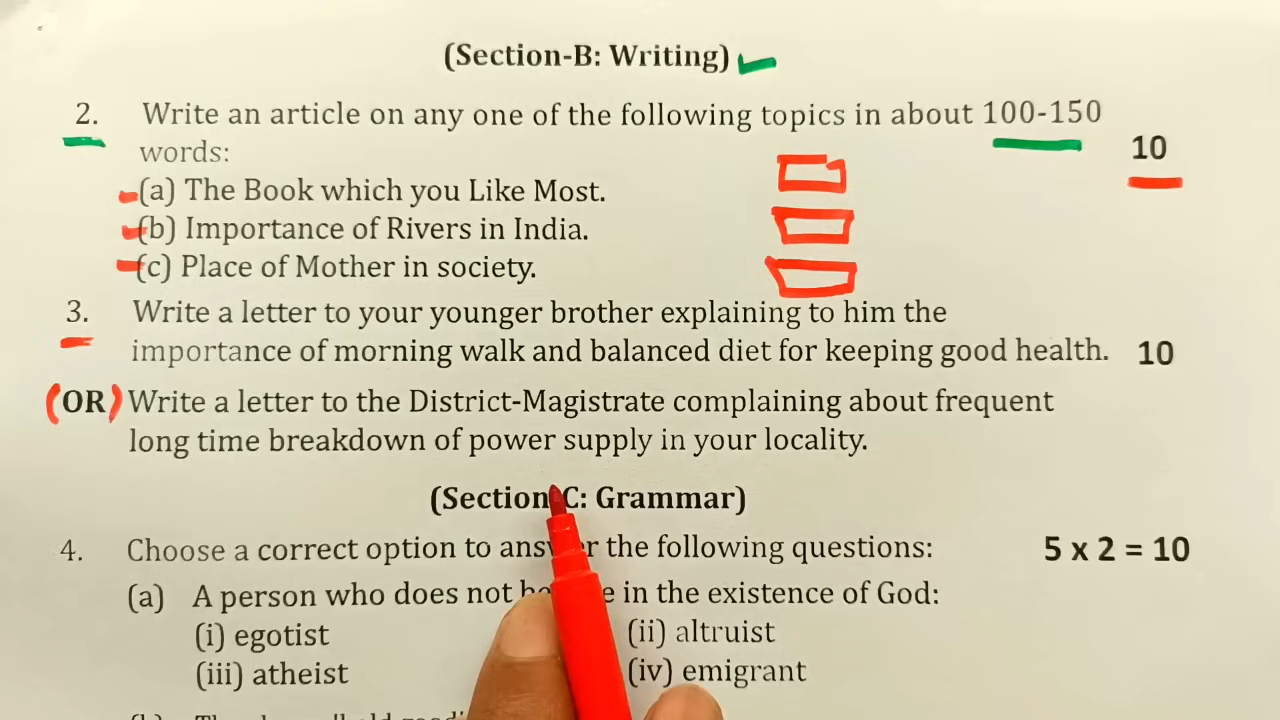 (Section-B: Writing)
2. Write an article on any one of the following topics in about 100-150
words: 10
(a) The Book which you Like Most.
(b) Importance of Rivers in India.
(c) Place of Mother in society.
3. Write a letter to your younger brother explaining to him the
importance of morning walk and balanced diet for keeping good health. 10
(OR) Write a letter to the District-Magistrate complaining about frequent
long time breakdown of power supply in your locality.
(Section-C: Grammar)
4. Choose a correct option to answer the following questions: 5 x 2 = 10
(a) A person who does not in the existence of God:
(i) egotist (ii) altruist
(iii) atheist (iv) emigrant